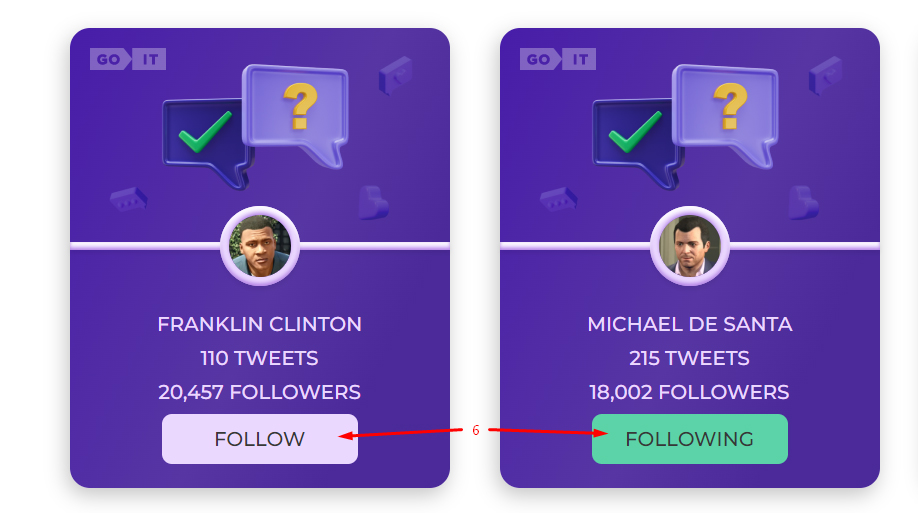 GO IT
?
FRANKLIN CLINTON
110 TWEETS
20,457 FOLLOWERS
FOLLOW
6
GO IT
?
MICHAEL DE SANTA
215 TWEETS
18,002 FOLLOWERS
FOLLOWING